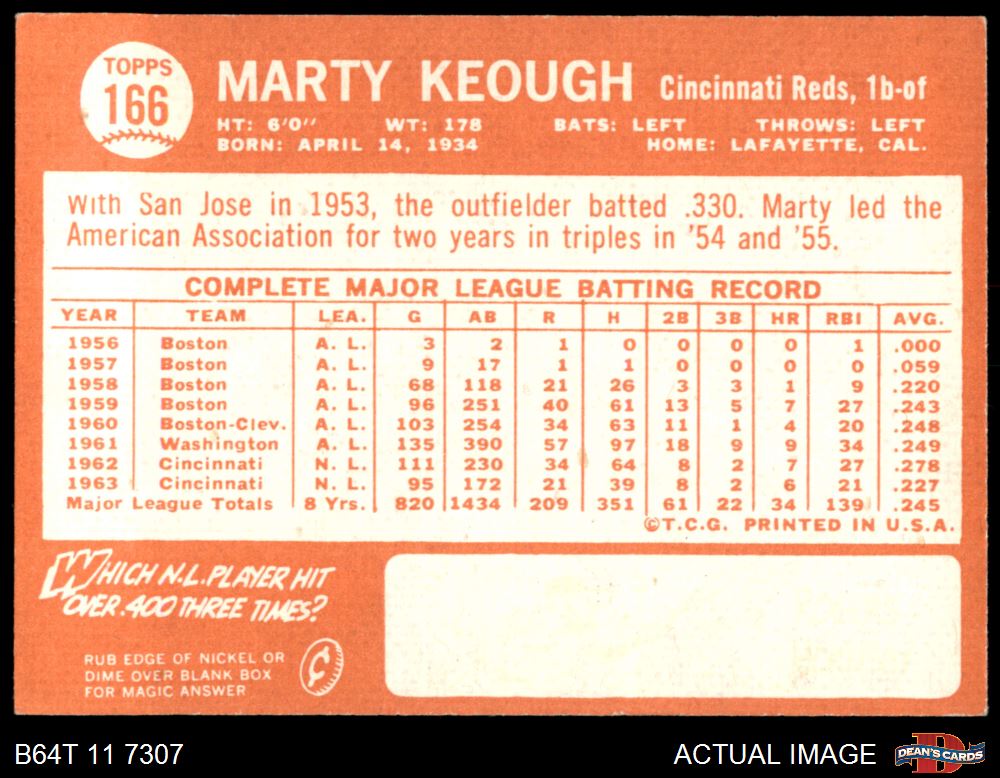 TOPPS
166
MARTY KEOUGH Cincinnati Reds, 1b-of
HT: 6'0" WT: 178 BATS: LEFT THROWS: LEFT
BORN: APRIL 14, 1934 HOME: LAFAYETTE, CAL.
With San Jose in 1953, the outfielder batted .330. Marty led the
American Association for two years in triples in '54 and '55.
COMPLETE MAJOR LEAGUE BATTING RECORD
YEAR TEAM LEA. G AB R H 2B 3B HR RBI AVG.
1956 Boston A. L. 3 2 1 0 0 0 0 1 .000
1957 Boston A. L. 9 17 1 1 0 0 0 0 .059
1958 Boston A. L. 68 118 21 26 3 3 1 9 .220
1959 Boston A. L. 96 251 40 61 13 5 7 27 .243
1960 Boston-Clev. A. L. 103 254 34 63 11 1 4 20 .248
1961 Washington A. L. 135 390 57 97 18 9 9 34 .249
1962 Cincinnati N. L. 111 230 34 64 8 2 7 27 .278
1963 Cincinnati N. L. 95 172 21 39 8 2 6 21 .227
Major League Totals 8 Yrs. 820 1434 209 351 61 22 34 139 .245
©T.C.G. PRINTED IN U.S.A.
WHICH N.L. PLAYER HIT
OVER .400 THREE TIMES?
RUB EDGE OF NICKEL OR
DIME OVER BLANK BOX
FOR MAGIC ANSWER
¢
B64T 11 7307 ACTUAL IMAGE
D
DEAN'S CARDS